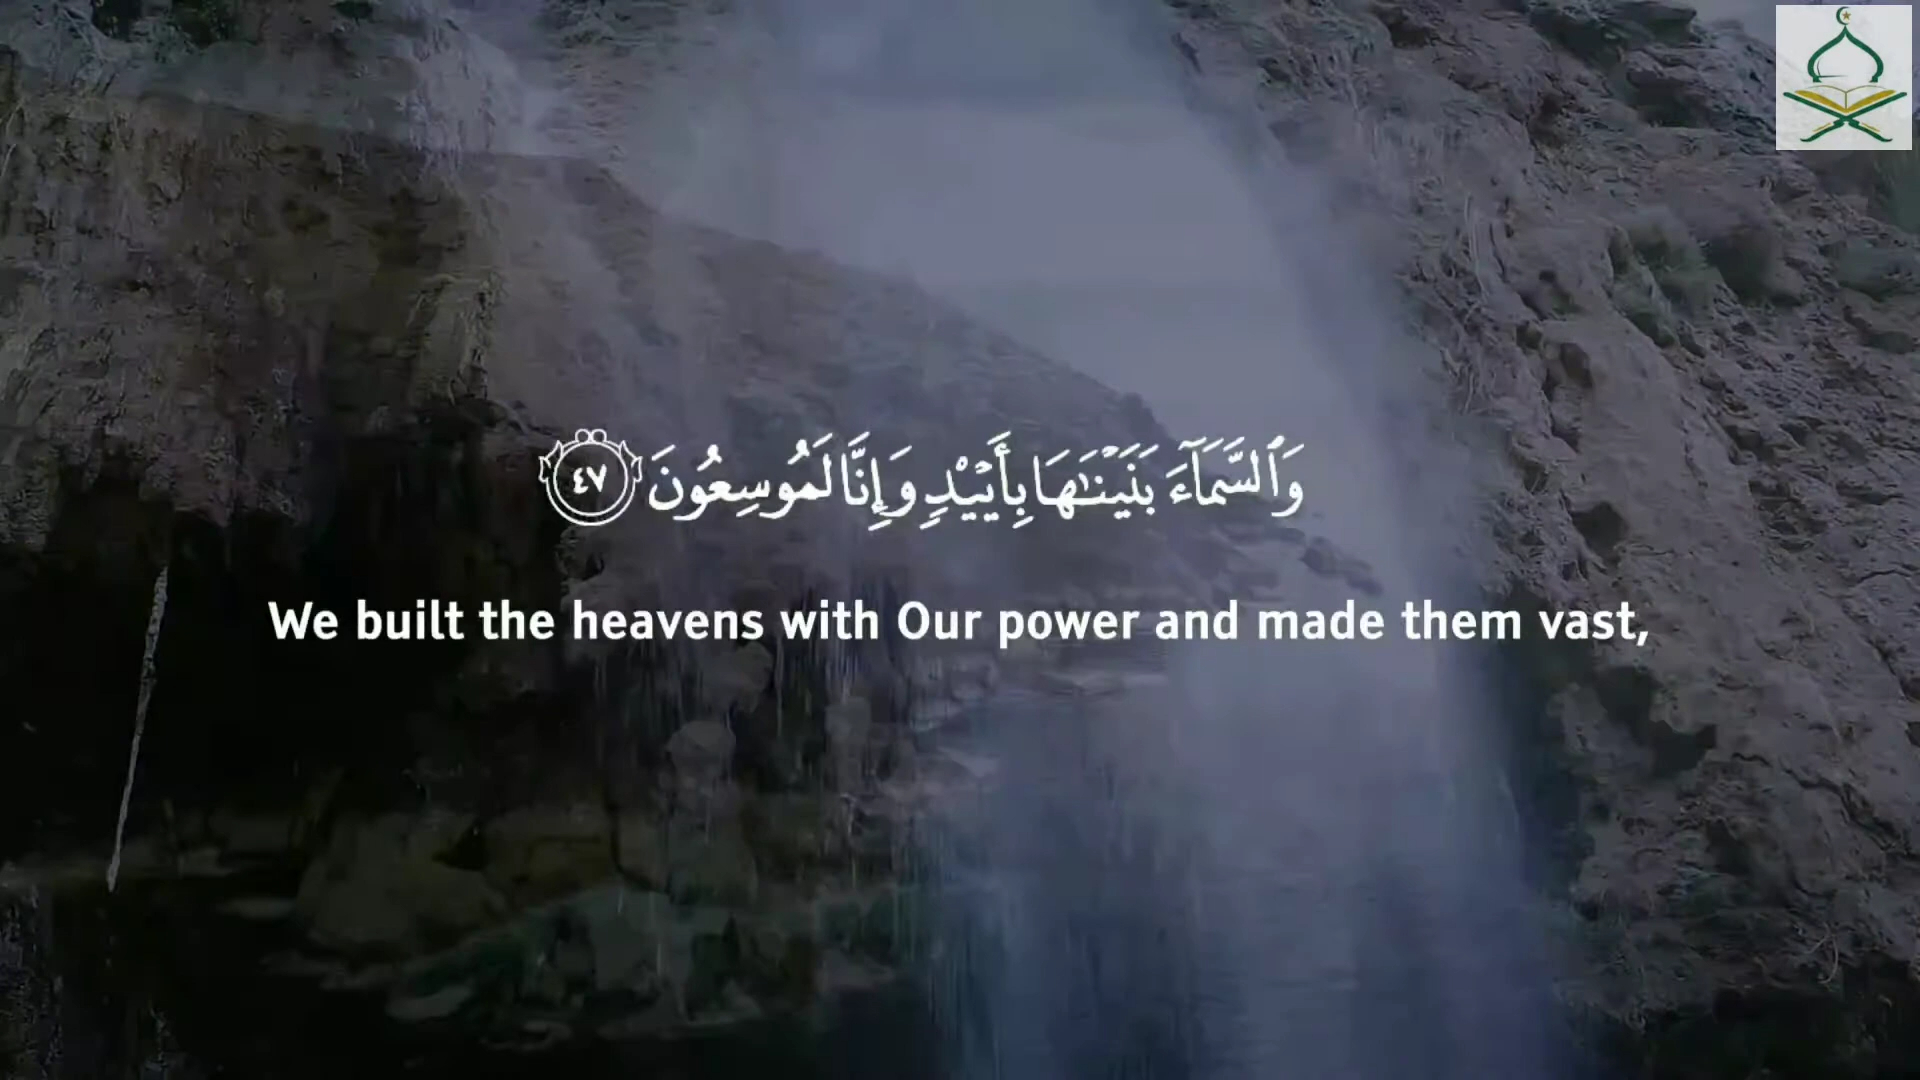 وَٱلسَّمَآءَ بَنَيْنَـٰهَا بِأَيْي۟دٍ وَإِنَّا لَمُوسِعُونَ ٤٧
We built the heavens with Our power and made them vast,